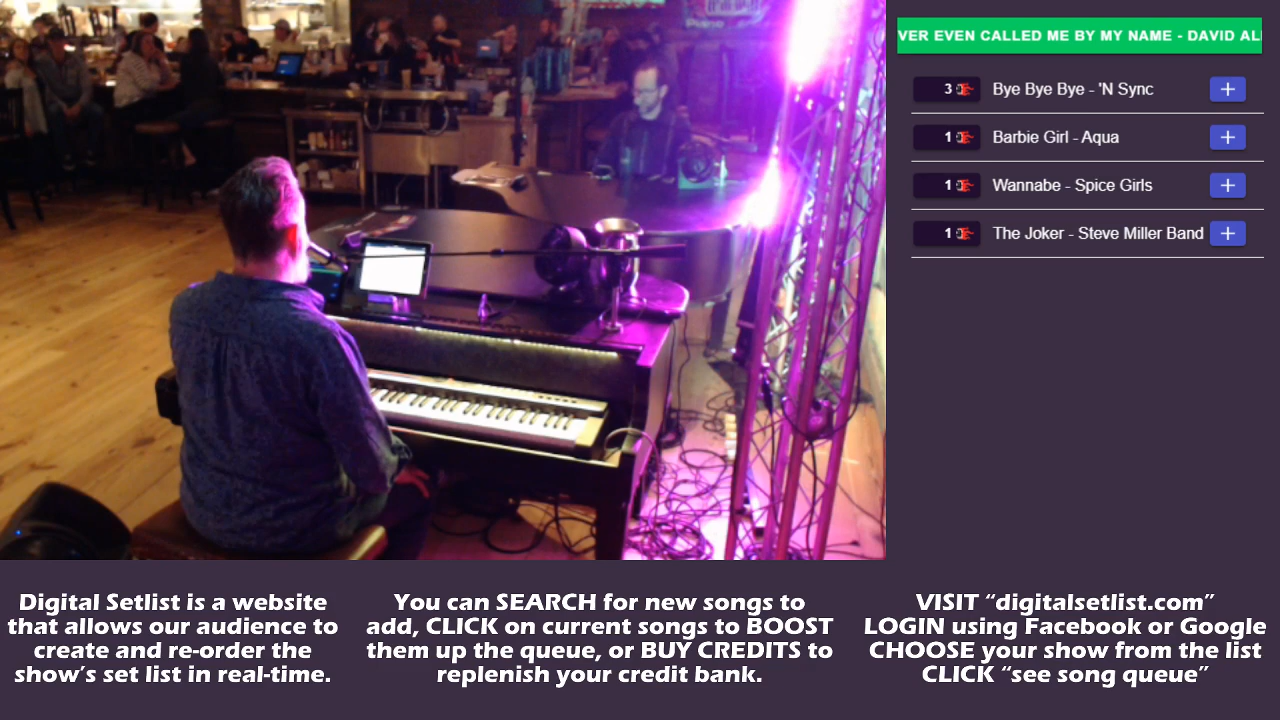 VER EVEN CALLED ME BY MY NAME - DAVID AL
3 Bye Bye Bye - 'N Sync +
1 Barbie Girl - Aqua +
1 Wannabe - Spice Girls +
1 The Joker - Steve Miller Band +
Digital Setlist is a website
that allows our audience to
create and re-order the
show's set list in real-time.
You can SEARCH for new songs to
add, CLICK on current songs to BOOST
them up the queue, or BUY CREDITS to
replenish your credit bank.
VISIT “digitalsetlist.com”
LOGIN using Facebook or Google
CHOOSE your show from the list
CLICK “see song queue”